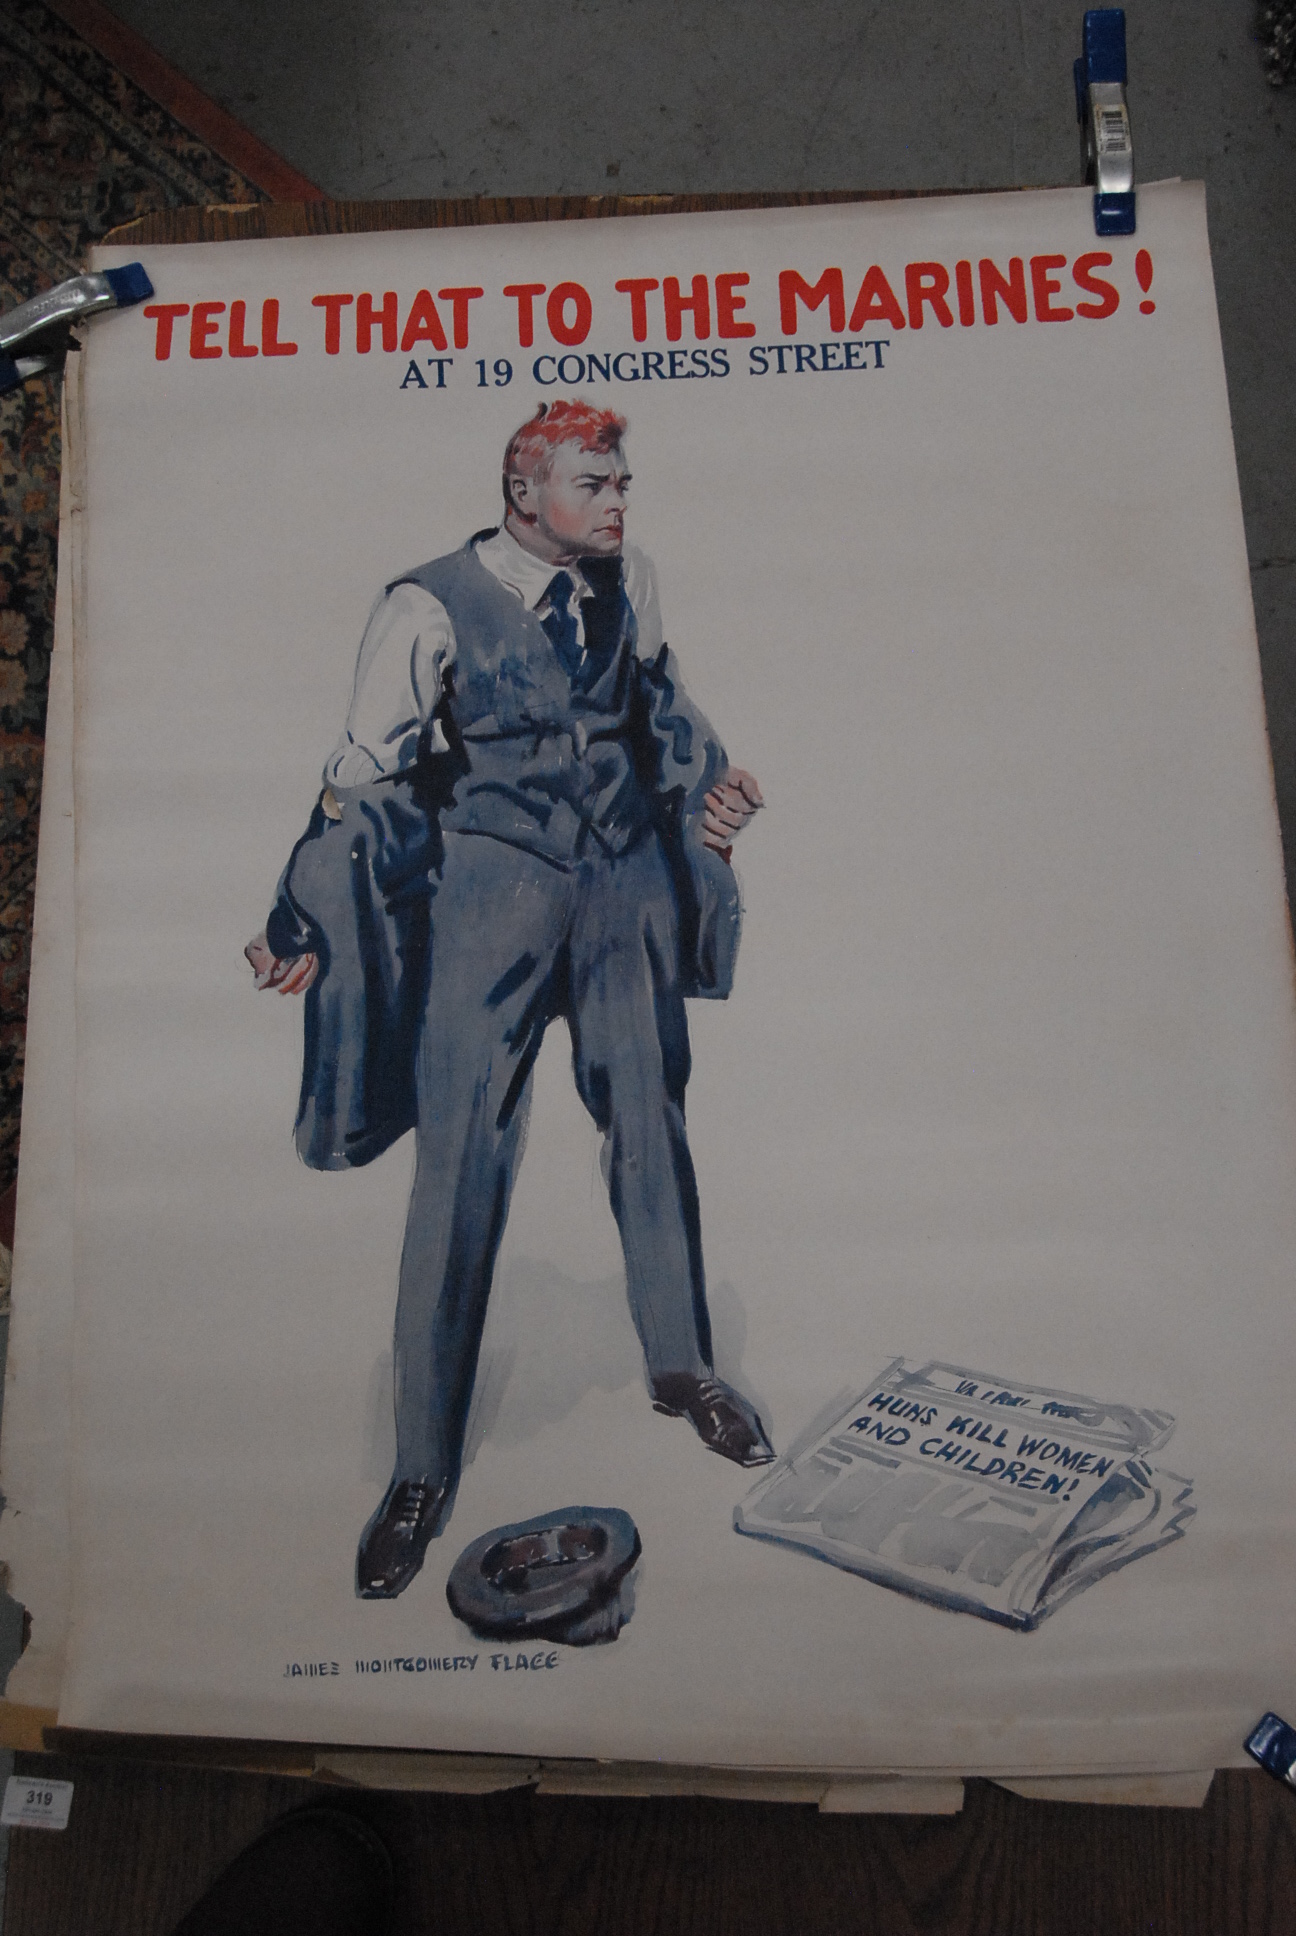 TELL THAT TO THE MARINES!
AT 19 CONGRESS STREET
HUNS KILL WOMEN
AND CHILDREN!
JAMES MONTGOMERY FLAGG
319